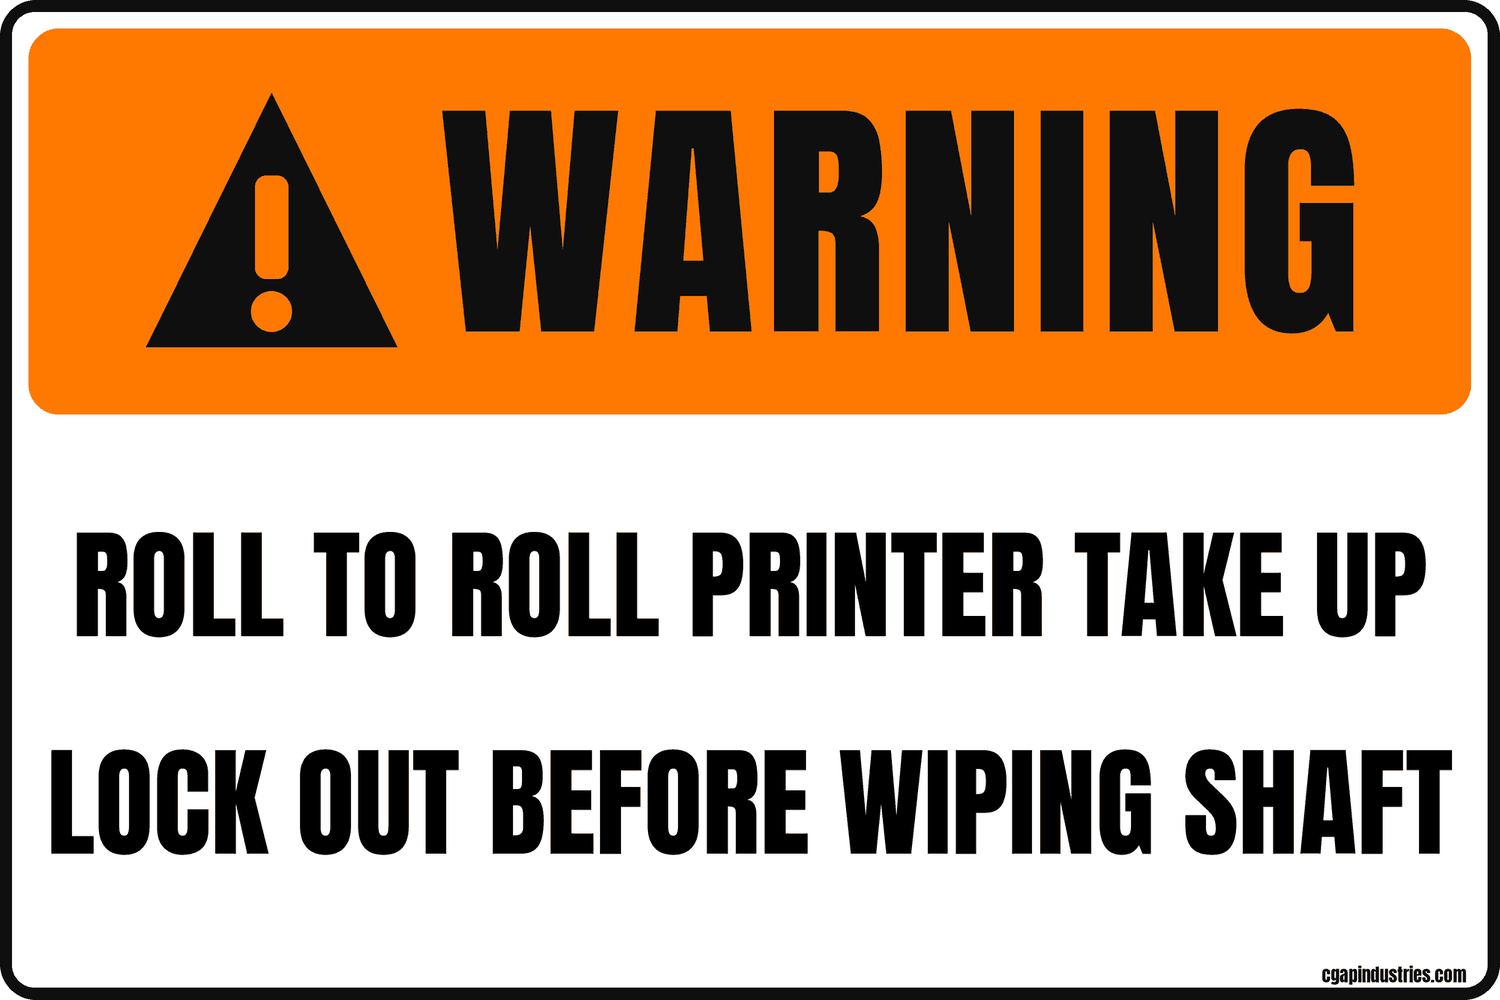 WARNING
ROLL TO ROLL PRINTER TAKE UP
LOCK OUT BEFORE WIPING SHAFT
cgapindustries.com